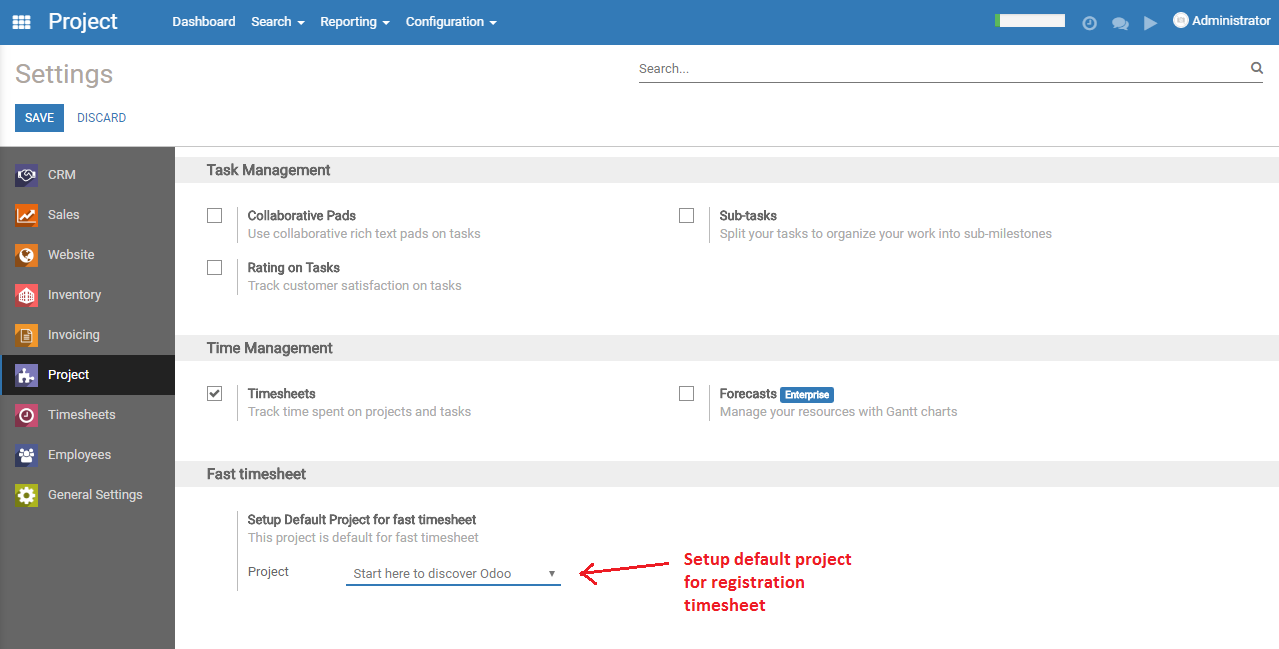 Project Dashboard Search Reporting Configuration Administrator
Settings Search...
SAVE DISCARD
CRM
Sales
Website
Inventory
Invoicing
Project
Timesheets
Employees
General Settings
Task Management
Collaborative Pads
Use collaborative rich text pads on tasks
Sub-tasks
Split your tasks to organize your work into sub-milestones
Rating on Tasks
Track customer satisfaction on tasks
Time Management
Timesheets
Track time spent on projects and tasks
Forecasts Enterprise
Manage your resources with Gantt charts
Fast timesheet
Setup Default Project for fast timesheet
This project is default for fast timesheet
Project Start here to discover Odoo
Setup default project
for registration
timesheet